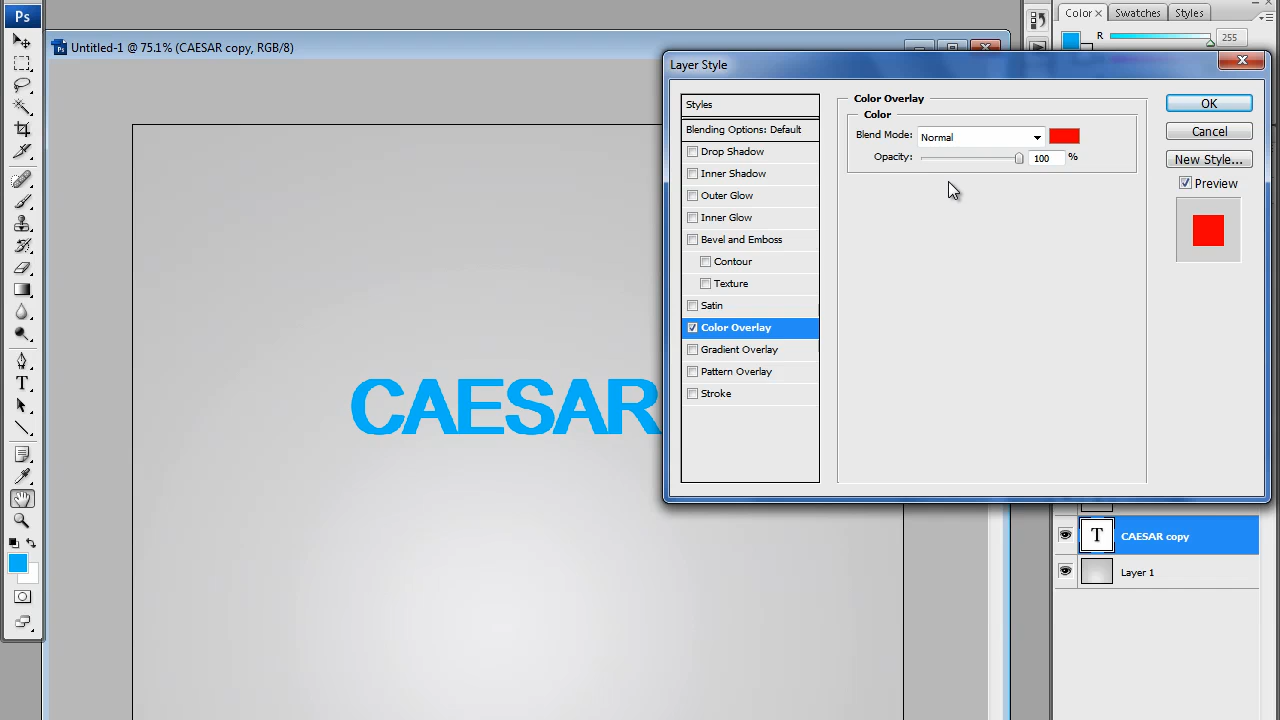 Ps
Untitled-1 @ 75.1% (CAESAR copy, RGB/8)
Color × Swatches Styles
R 255
Layer Style
Styles
Blending Options: Default
Drop Shadow
Inner Shadow
Outer Glow
Inner Glow
Bevel and Emboss
Contour
Texture
Satin
Color Overlay
Gradient Overlay
Pattern Overlay
Stroke
Color Overlay
Color
Blend Mode: Normal
Opacity: 100 %
OK
Cancel
New Style...
Preview
CAESAR
T
T CAESAR copy
Layer 1